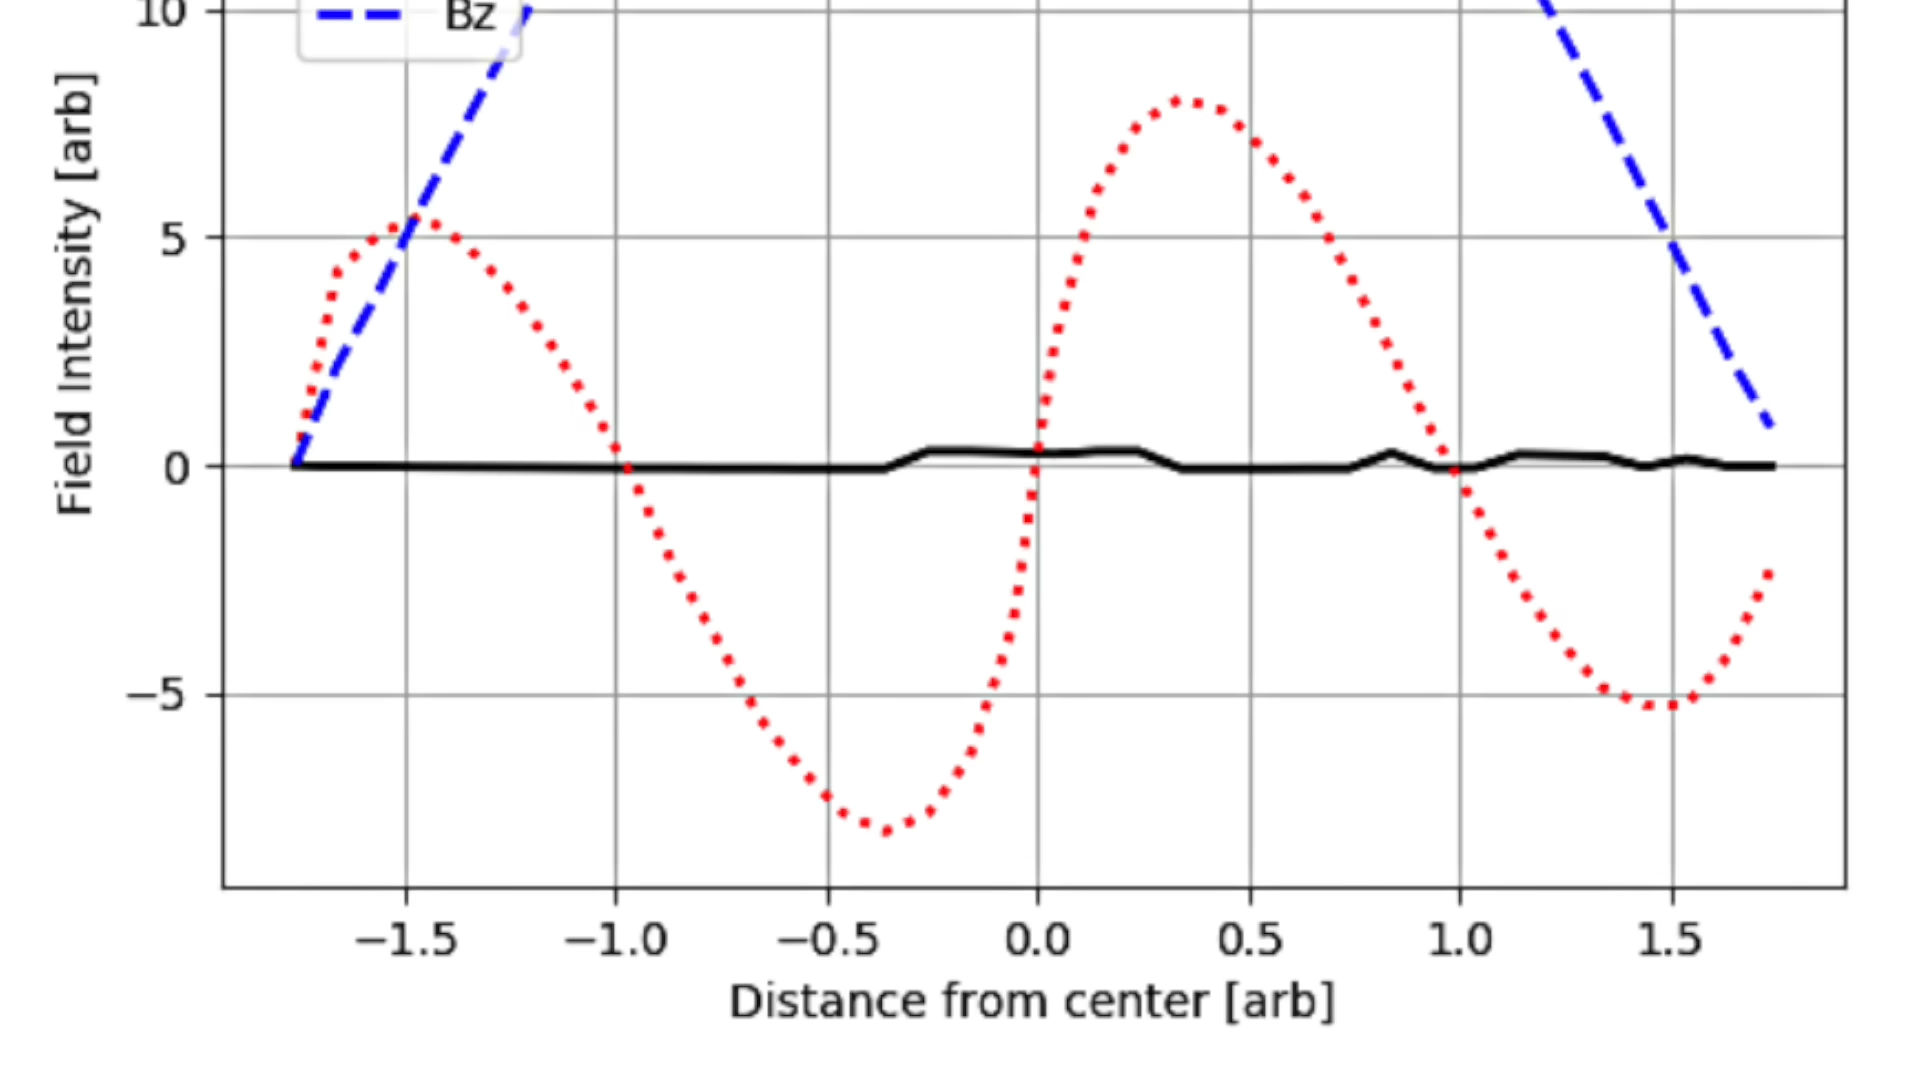 10
Bz
5
0
−5
Field Intensity [arb]
−1.5 −1.0 −0.5 0.0 0.5 1.0 1.5
Distance from center [arb]